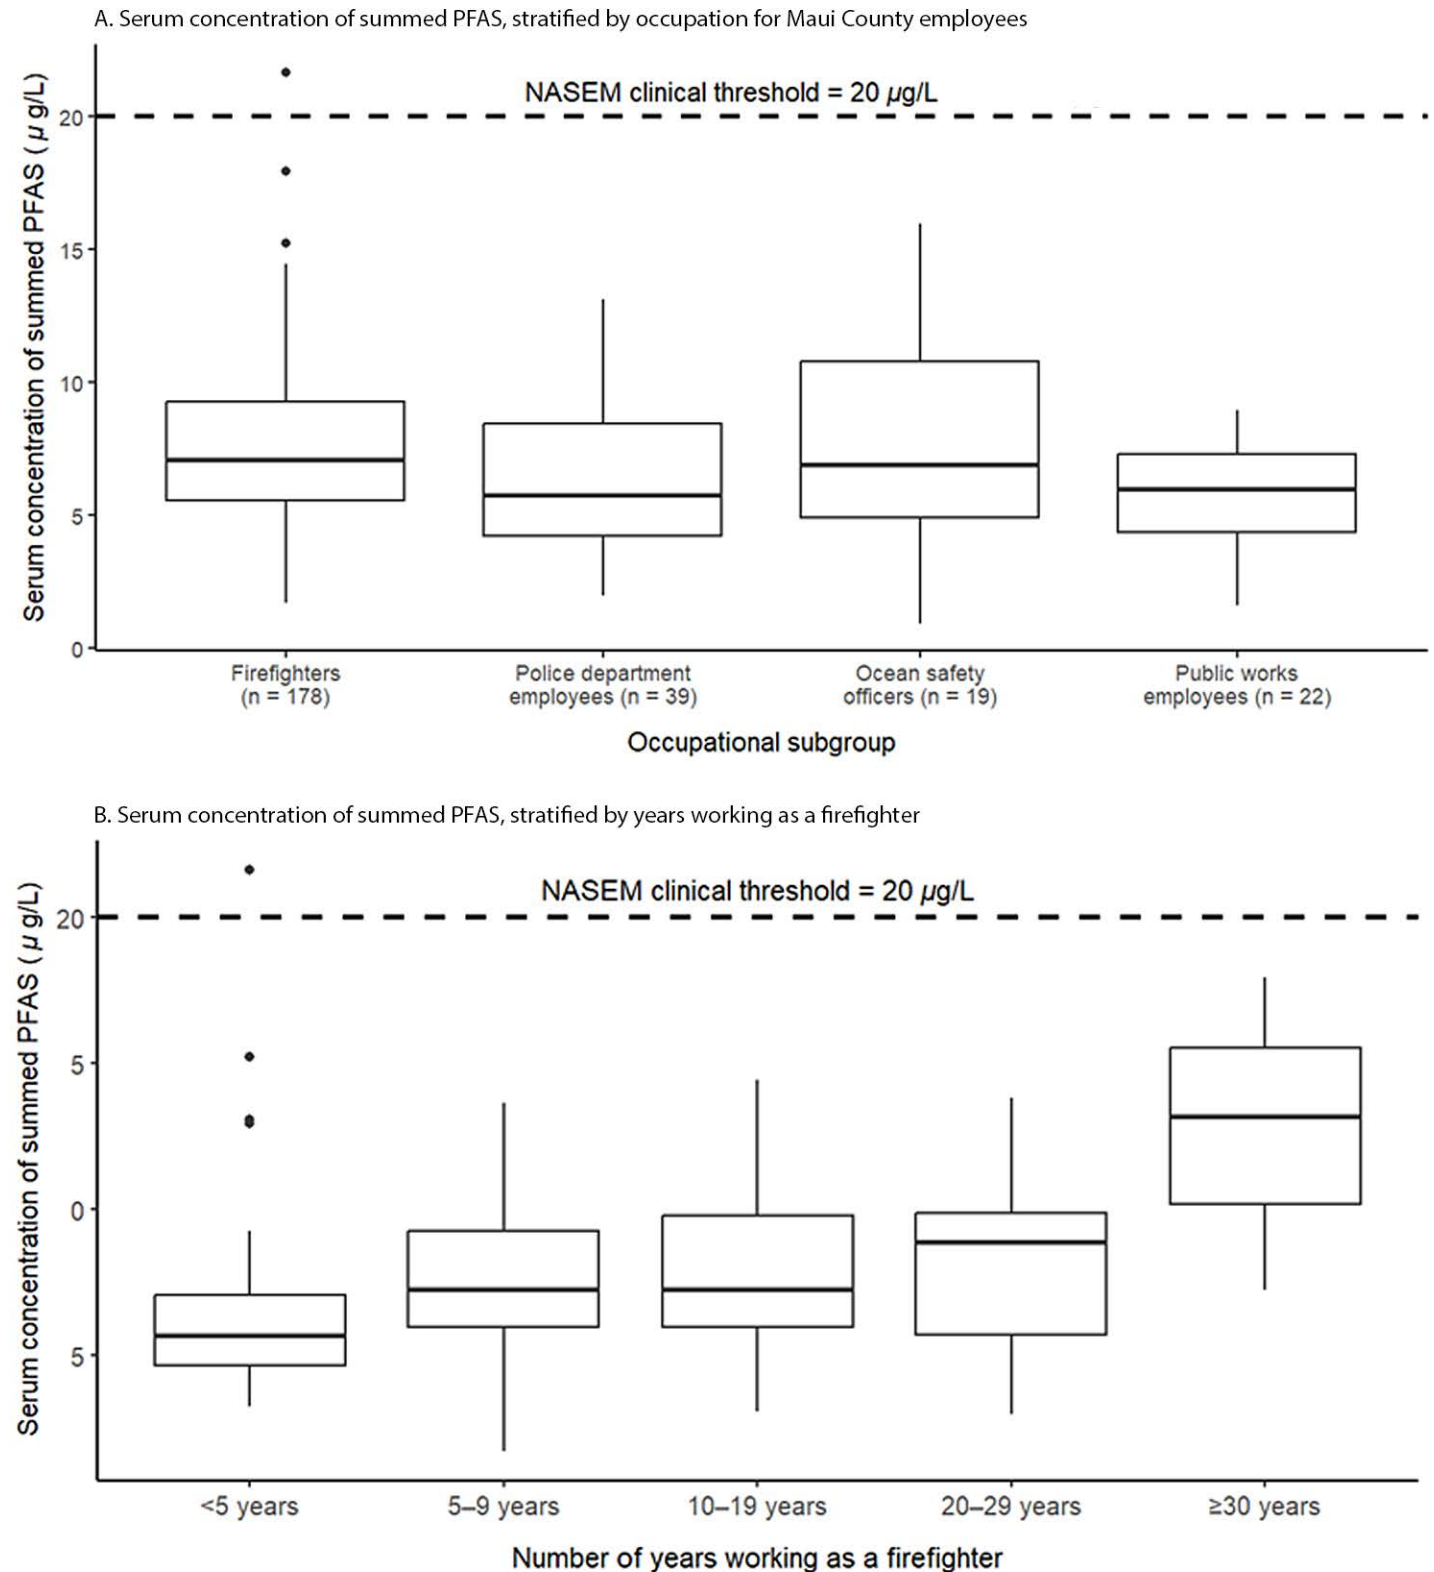 A. Serum concentration of summed PFAS, stratified by occupation for Maui County employees
Serum concentration of summed PFAS ( µ g/L)
NASEM clinical threshold = 20 µg/L
20
15
10
5
0
Firefighters
(n = 178)
Police department
employees (n = 39)
Ocean safety
officers (n = 19)
Public works
employees (n = 22)
Occupational subgroup
B. Serum concentration of summed PFAS, stratified by years working as a firefighter
Serum concentration of summed PFAS ( µ g/L)
NASEM clinical threshold = 20 µg/L
20
5
0
5
<5 years
5–9 years
10–19 years
20–29 years
≥30 years
Number of years working as a firefighter